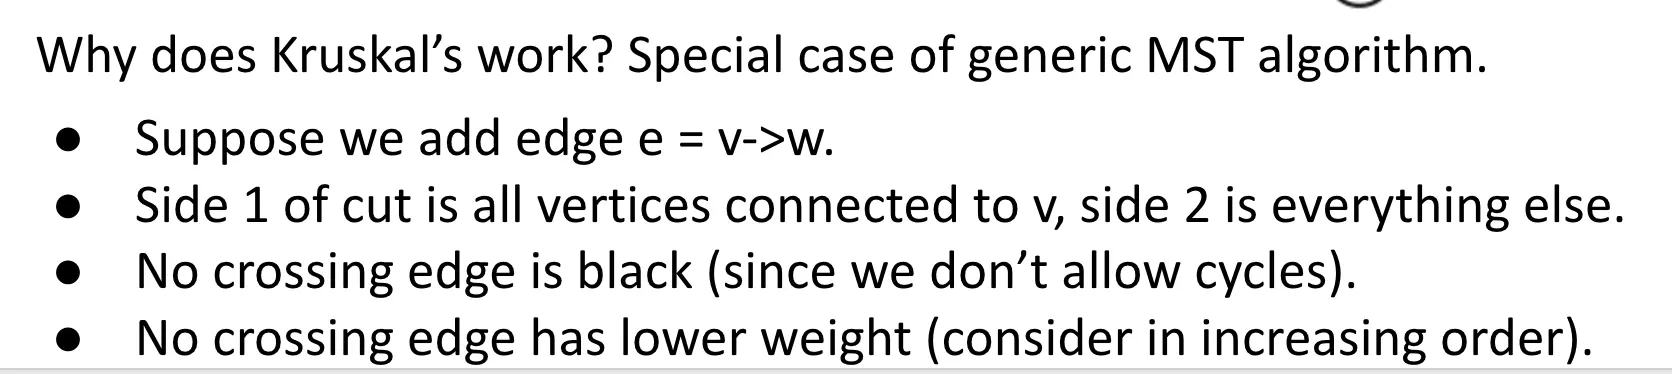 Why does Kruskal’s work? Special case of generic MST algorithm.
● Suppose we add edge e = v->w.
● Side 1 of cut is all vertices connected to v, side 2 is everything else.
● No crossing edge is black (since we don’t allow cycles).
● No crossing edge has lower weight (consider in increasing order).